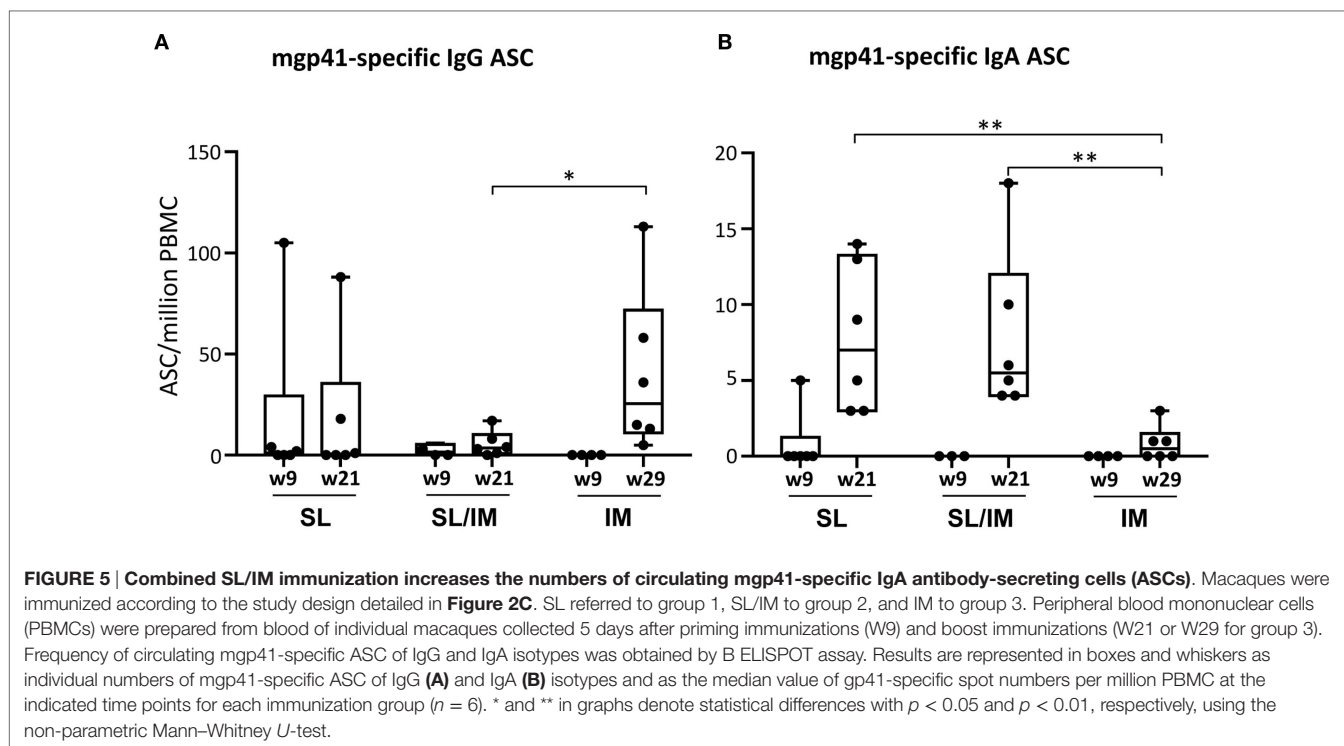 A
mgp41-specific IgG ASC
ASC/million PBMC
150
100
50
0
*
w9 w21 w9 w21 w9 w29
SL SL/IM IM
B
mgp41-specific IgA ASC
20
15
10
5
0
**
**
w9 w21 w9 w21 w9 w29
SL SL/IM IM
FIGURE 5 | Combined SL/IM immunization increases the numbers of circulating mgp41-specific IgA antibody-secreting cells (ASCs). Macaques were
immunized according to the study design detailed in Figure 2C. SL referred to group 1, SL/IM to group 2, and IM to group 3. Peripheral blood mononuclear cells
(PBMCs) were prepared from blood of individual macaques collected 5 days after priming immunizations (W9) and boost immunizations (W21 or W29 for group 3).
Frequency of circulating mgp41-specific ASC of IgG and IgA isotypes was obtained by B ELISPOT assay. Results are represented in boxes and whiskers as
individual numbers of mgp41-specific ASC of IgG (A) and IgA (B) isotypes and as the median value of gp41-specific spot numbers per million PBMC at the
indicated time points for each immunization group (n = 6). * and ** in graphs denote statistical differences with p < 0.05 and p < 0.01, respectively, using the
non-parametric Mann–Whitney U-test.